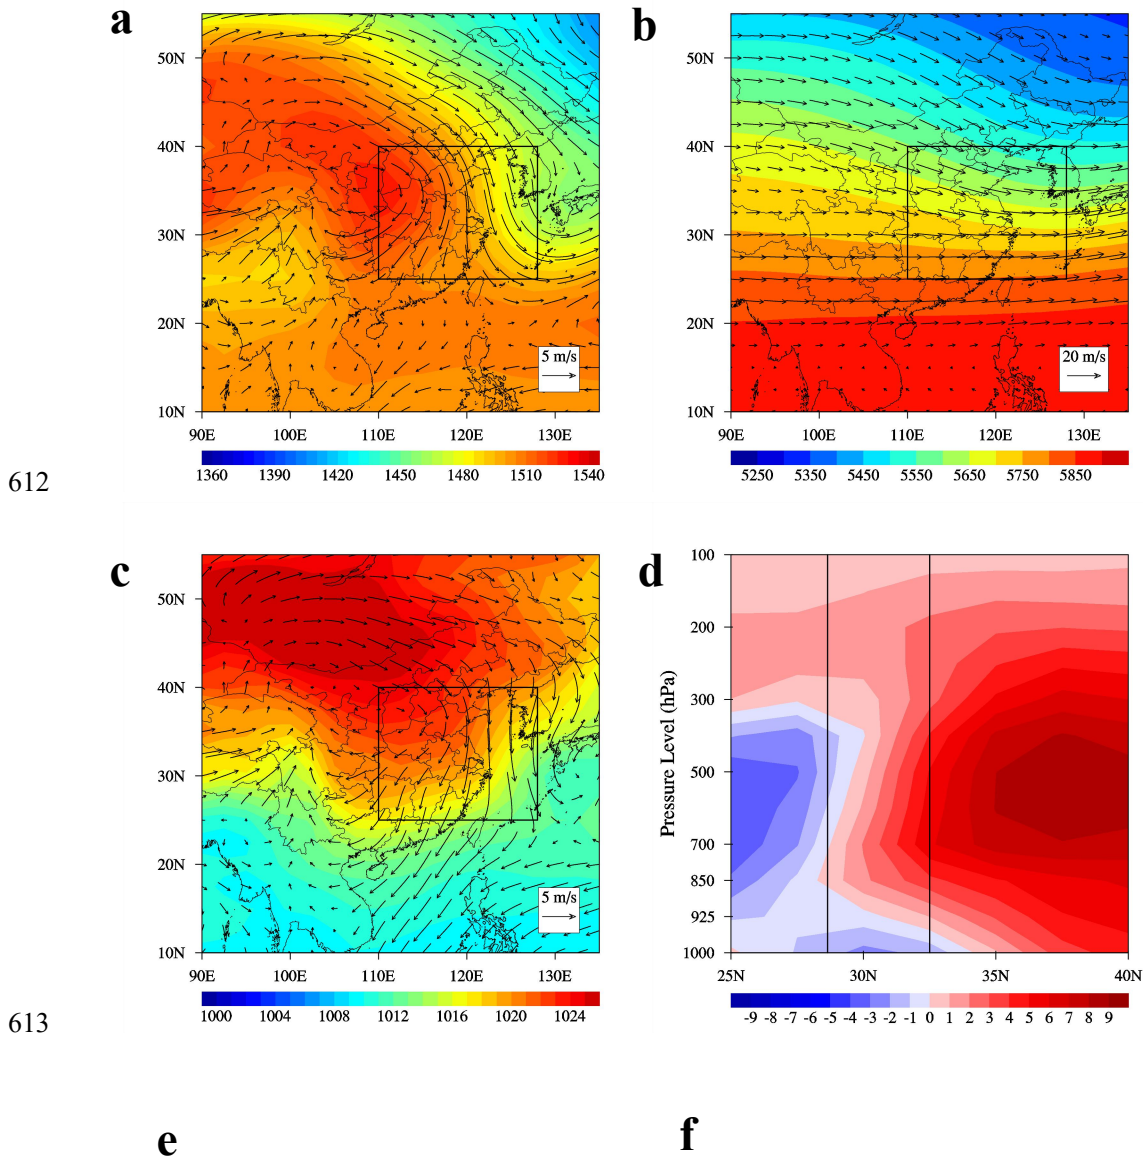 a
b
50N
40N
30N
20N
10N
5 m/s
90E 100E 110E 120E 130E
1360 1390 1420 1450 1480 1510 1540
50N
40N
30N
20N
10N
20 m/s
90E 100E 110E 120E 130E
5250 5350 5450 5550 5650 5750 5850
612
c
d
50N
40N
30N
20N
10N
5 m/s
90E 100E 110E 120E 130E
1000 1004 1008 1012 1016 1020 1024
Pressure Level (hPa)
100
200
300
500
700
850
925
1000
25N 30N 35N 40N
-9 -8 -7 -6 -5 -4 -3 -2 -1 0 1 2 3 4 5 6 7 8 9
613
e
f